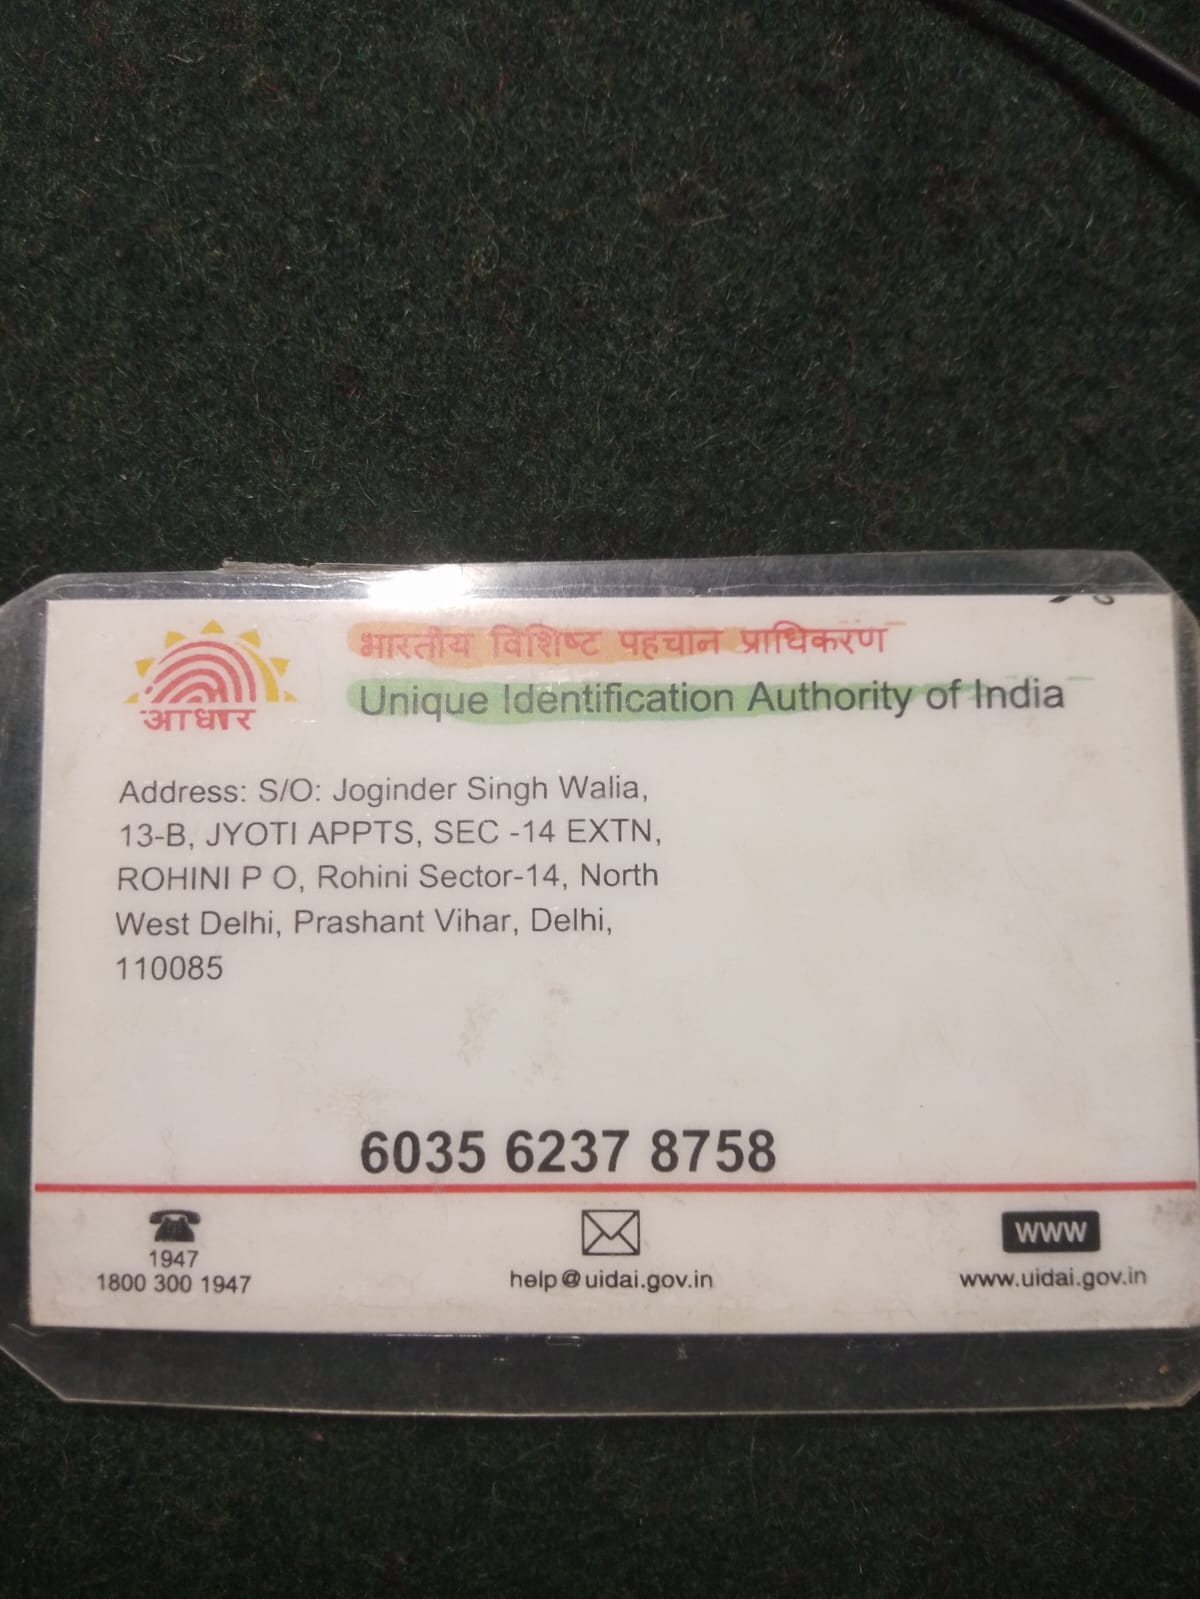 भारतीय विशिष्ट पहचान प्राधिकरण
Unique Identification Authority of India
आधार
Address: S/O: Joginder Singh Walia,
13-B, JYOTI APPTS, SEC -14 EXTN,
ROHINI P O, Rohini Sector-14, North
West Delhi, Prashant Vihar, Delhi,
110085
6035 6237 8758
1947
1800 300 1947
help@uidai.gov.in
WWW
www.uidai.gov.in